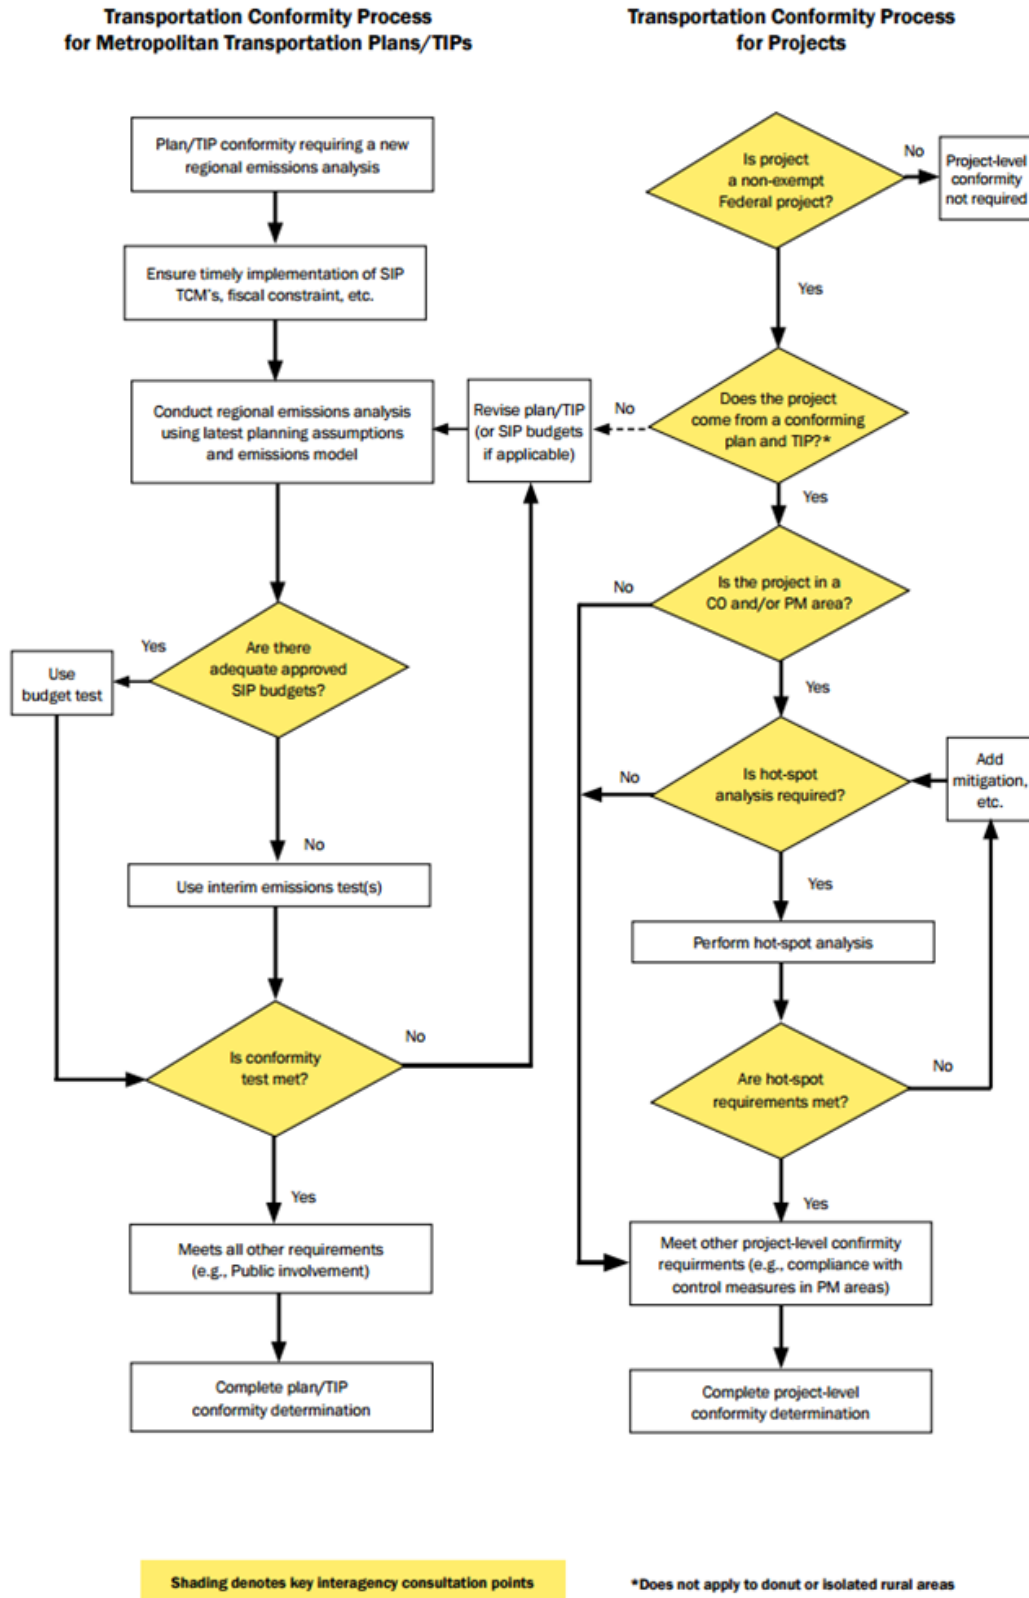 Transportation Conformity Process
for Metropolitan Transportation Plans/TIPs
Plan/TIP conformity requiring a new
regional emissions analysis
Ensure timely implementation of SIP
TCM's, fiscal constraint, etc.
Conduct regional emissions analysis
using latest planning assumptions
and emissions model
Revise plan/TIP
(or SIP budgets
if applicable)
Are there
adequate approved
SIP budgets?
Yes
Use
budget test
No
Use interim emissions test(s)
Is conformity
test met?
No
Yes
Meets all other requirements
(e.g., Public involvement)
Complete plan/TIP
conformity determination
Transportation Conformity Process
for Projects
Is project
a non-exempt
Federal project?
No
Project-level
conformity
not required
Yes
Does the project
come from a conforming
plan and TIP?*
No
Yes
Is the project in a
CO and/or PM area?
No
Yes
Is hot-spot
analysis required?
No
Add
mitigation,
etc.
Yes
Perform hot-spot analysis
Are hot-spot
requirements met?
No
Yes
Meet other project-level confirmity
requirments (e.g., compliance with
control measures in PM areas)
Complete project-level
conformity determination
Shading denotes key interagency consultation points
*Does not apply to donut or isolated rural areas